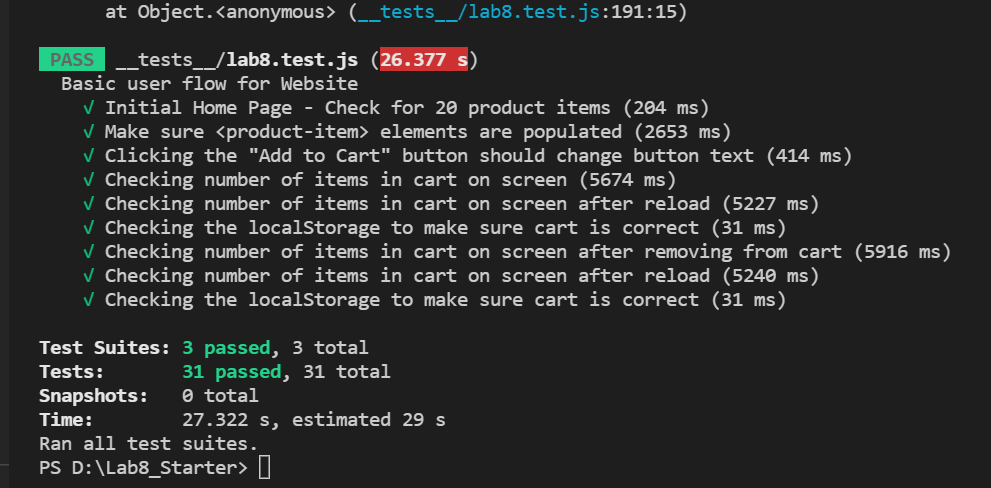 at Object.<anonymous> (__tests__/lab8.test.js:191:15)
PASS __tests__/lab8.test.js (26.377 s)
Basic user flow for Website
√ Initial Home Page - Check for 20 product items (204 ms)
√ Make sure <product-item> elements are populated (2653 ms)
√ Clicking the "Add to Cart" button should change button text (414 ms)
√ Checking number of items in cart on screen (5674 ms)
√ Checking number of items in cart on screen after reload (5227 ms)
√ Checking the localStorage to make sure cart is correct (31 ms)
√ Checking number of items in cart on screen after removing from cart (5916 ms)
√ Checking number of items in cart on screen after reload (5240 ms)
√ Checking the localStorage to make sure cart is correct (31 ms)
Test Suites: 3 passed, 3 total
Tests: 31 passed, 31 total
Snapshots: 0 total
Time: 27.322 s, estimated 29 s
Ran all test suites.
PS D:\Lab8_Starter>